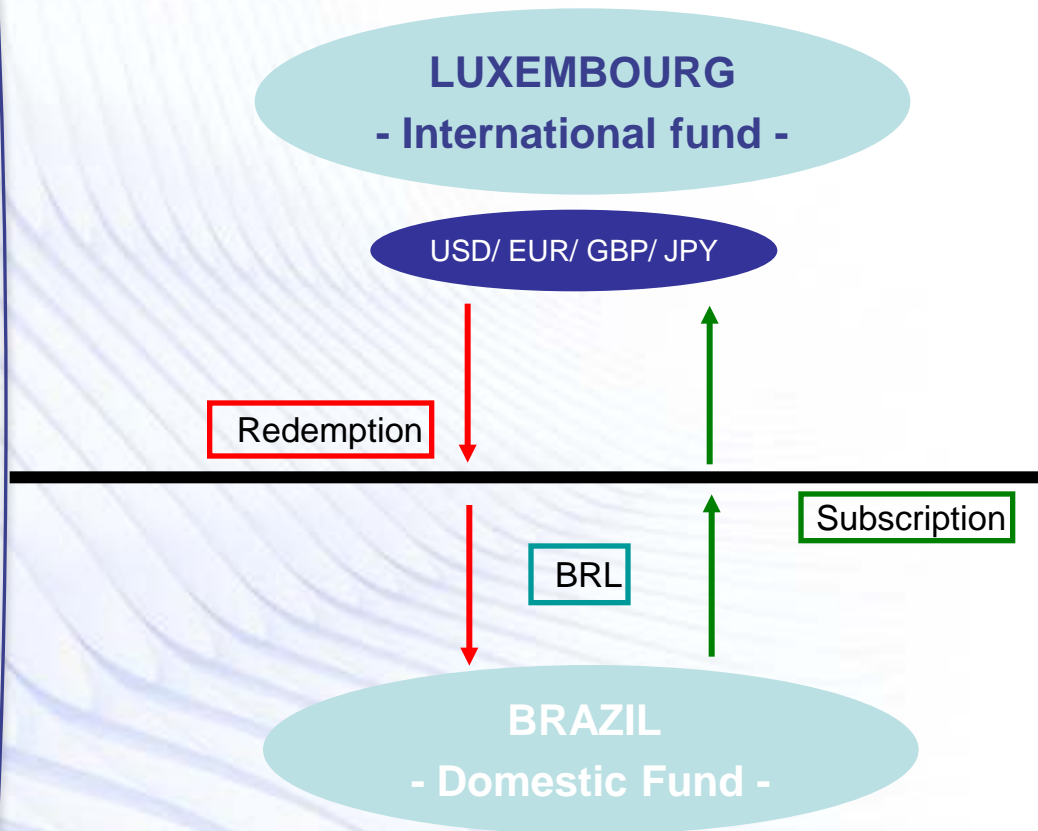 LUXEMBOURG
- International fund -
USD/ EUR/ GBP/ JPY
Redemption
Subscription
BRL
BRAZIL
- Domestic Fund -